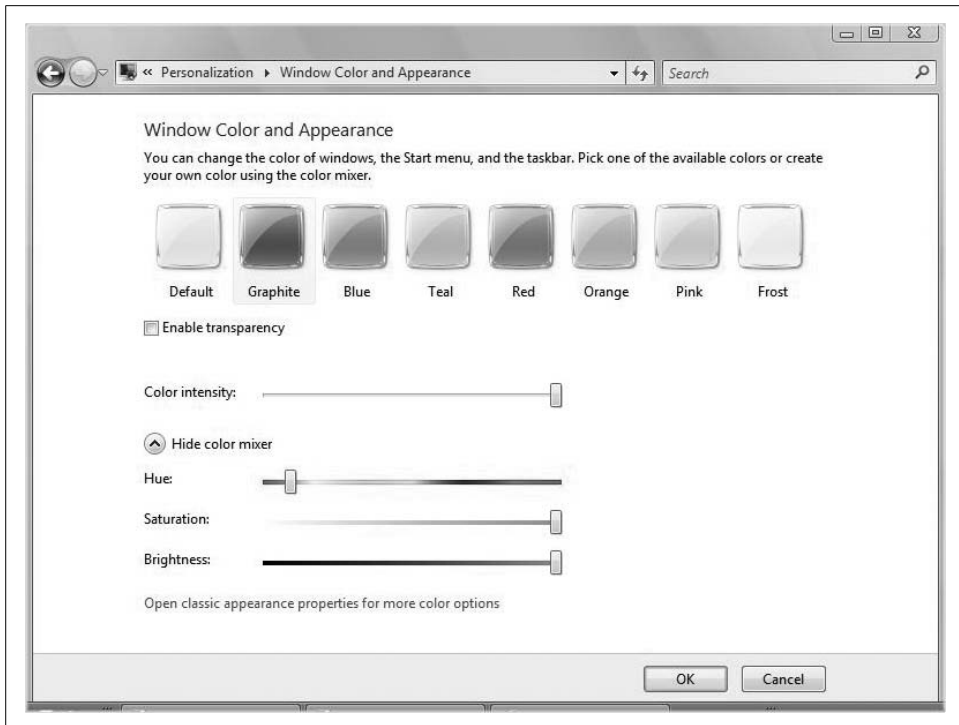 « Personalization ▸ Window Color and Appearance
Search
Window Color and Appearance
You can change the color of windows, the Start menu, and the taskbar. Pick one of the available colors or create
your own color using the color mixer.
Default Graphite Blue Teal Red Orange Pink Frost
Enable transparency
Color intensity:
Hide color mixer
Hue:
Saturation:
Brightness:
Open classic appearance properties for more color options
OK Cancel